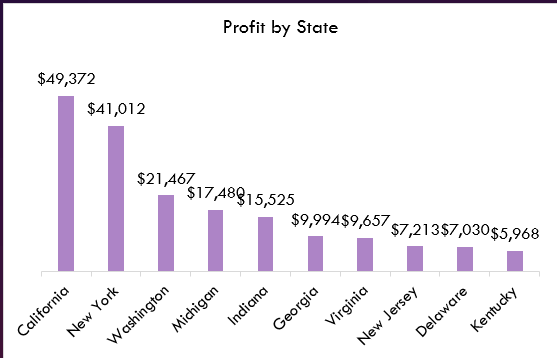 Profit by State
$49,372
$41,012
$21,467
$17,480
$15,525
$9,994
$9,657
$7,213
$7,030
$5,968
California
New York
Washington
Michigan
Indiana
Georgia
Virginia
New Jersey
Delaware
Kentucky